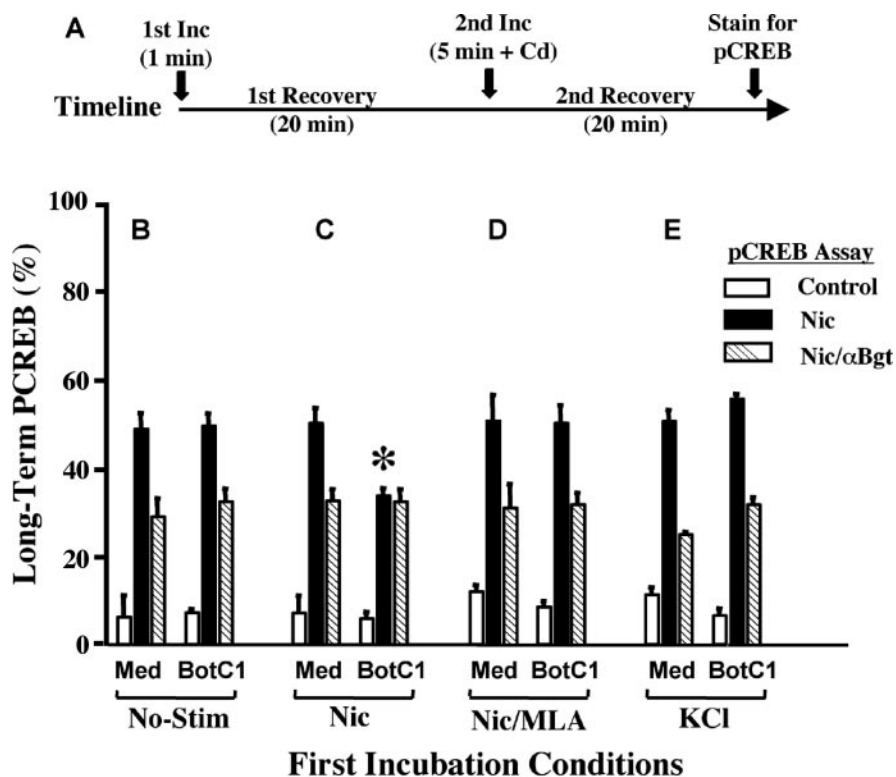 A
1st Inc
(1 min)
2nd Inc
(5 min + Cd)
Stain for
pCREB
Timeline
1st Recovery
(20 min)
2nd Recovery
(20 min)
Long-Term PCREB (%)
100
80
60
40
20
0
B
C
D
E
pCREB Assay
Control
Nic
Nic/αBgt
*
Med BotC1 Med BotC1 Med BotC1 Med BotC1
No-Stim Nic Nic/MLA KCl
First Incubation Conditions